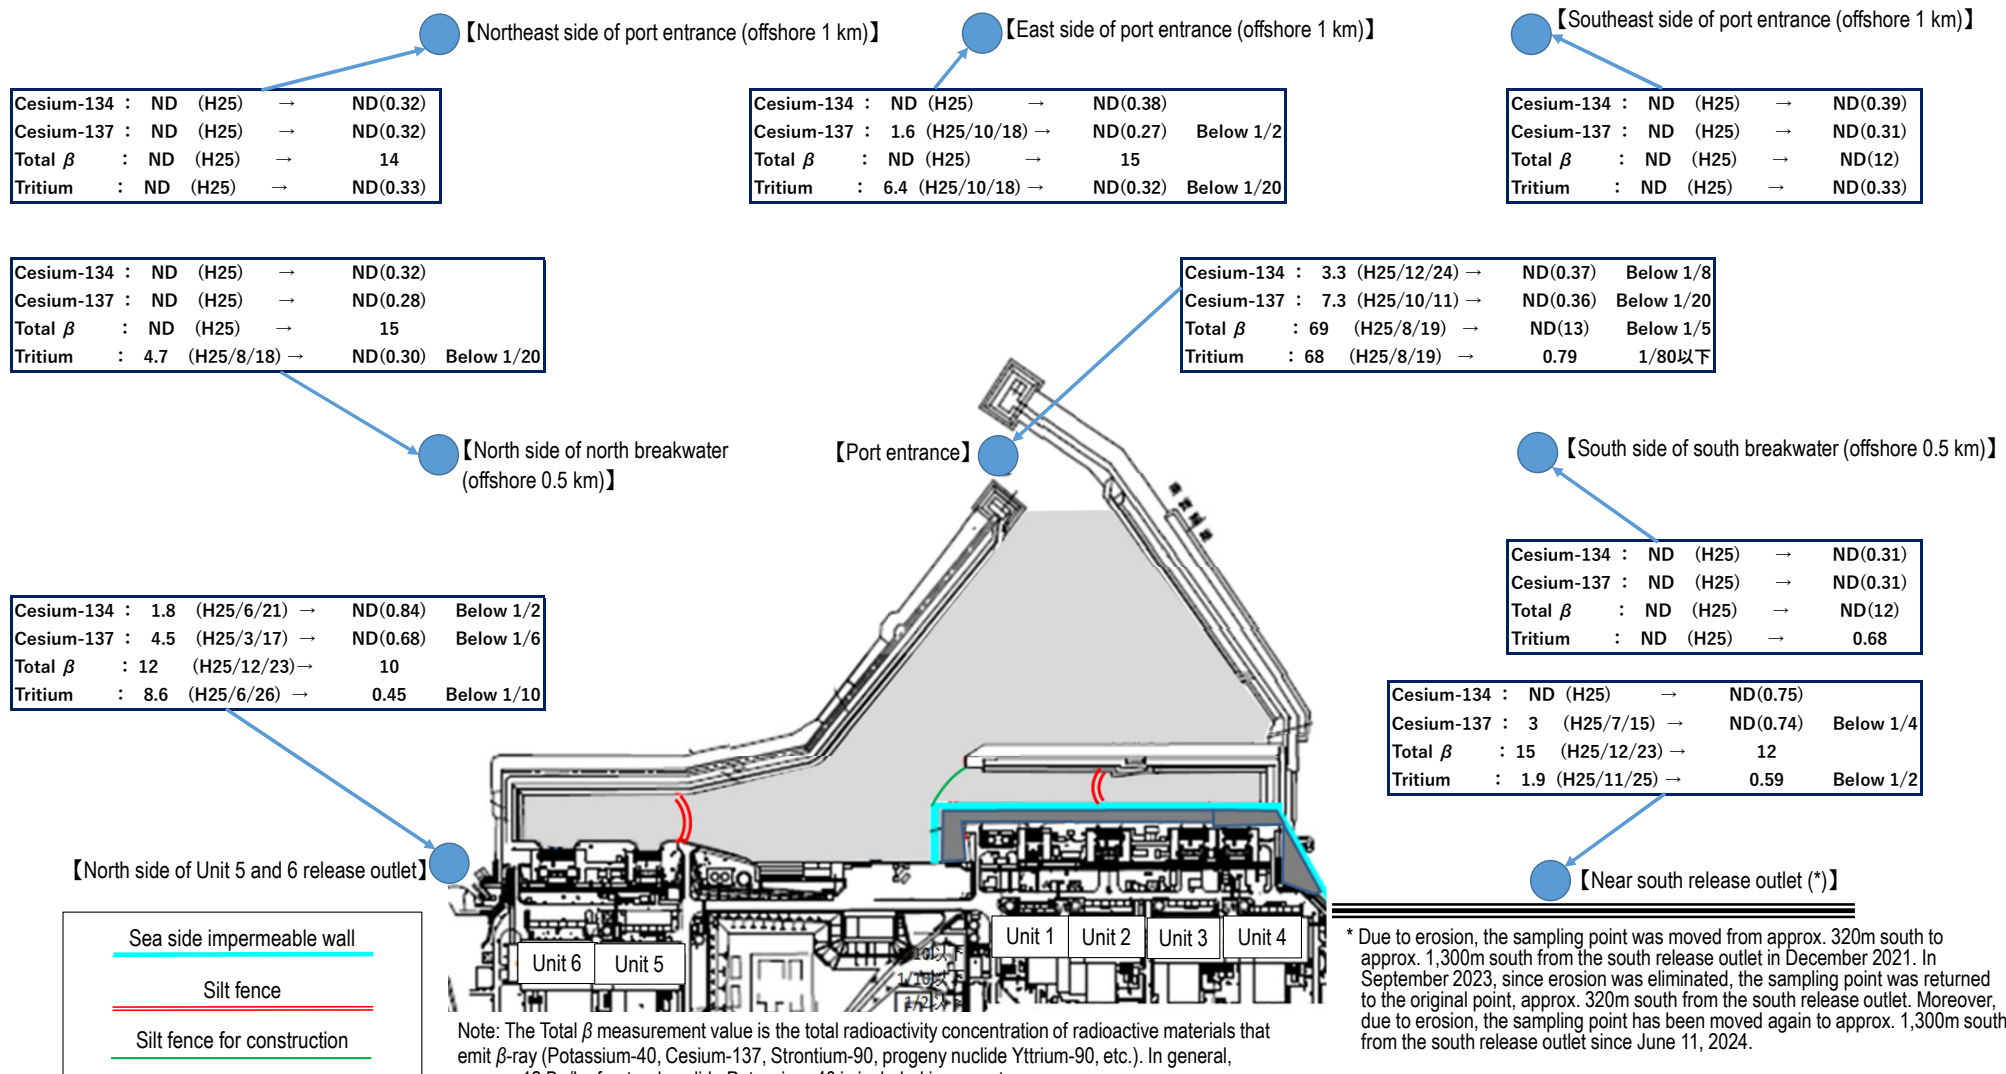 【Northeast side of port entrance (offshore 1 km)】
Cesium-134 : ND (H25) → ND(0.32)
Cesium-137 : ND (H25) → ND(0.32)
Total β : ND (H25) → 14
Tritium : ND (H25) → ND(0.33)
【East side of port entrance (offshore 1 km)】
Cesium-134 : ND (H25) → ND(0.38)
Cesium-137 : 1.6 (H25/10/18) → ND(0.27) Below 1/2
Total β : ND (H25) → 15
Tritium : 6.4 (H25/10/18) → ND(0.32) Below 1/20
【Southeast side of port entrance (offshore 1 km)】
Cesium-134 : ND (H25) → ND(0.39)
Cesium-137 : ND (H25) → ND(0.31)
Total β : ND (H25) → ND(12)
Tritium : ND (H25) → ND(0.33)
Cesium-134 : ND (H25) → ND(0.32)
Cesium-137 : ND (H25) → ND(0.28)
Total β : ND (H25) → 15
Tritium : 4.7 (H25/8/18) → ND(0.30) Below 1/20
【North side of north breakwater
(offshore 0.5 km)】
Cesium-134 : 3.3 (H25/12/24) → ND(0.37) Below 1/8
Cesium-137 : 7.3 (H25/10/11) → ND(0.36) Below 1/20
Total β : 69 (H25/8/19) → ND(13) Below 1/5
Tritium : 68 (H25/8/19) → 0.79 1/80以下
【Port entrance】
【South side of south breakwater (offshore 0.5 km)】
Cesium-134 : ND (H25) → ND(0.31)
Cesium-137 : ND (H25) → ND(0.31)
Total β : ND (H25) → ND(12)
Tritium : ND (H25) → 0.68
Cesium-134 : 1.8 (H25/6/21) → ND(0.84) Below 1/2
Cesium-137 : 4.5 (H25/3/17) → ND(0.68) Below 1/6
Total β : 12 (H25/12/23)→ 10
Tritium : 8.6 (H25/6/26) → 0.45 Below 1/10
【North side of Unit 5 and 6 release outlet】
Cesium-134 : ND (H25) → ND(0.75)
Cesium-137 : 3 (H25/7/15) → ND(0.74) Below 1/4
Total β : 15 (H25/12/23) → 12
Tritium : 1.9 (H25/11/25) → 0.59 Below 1/2
【Near south release outlet (*)】
Unit 6 Unit 5
Unit 1 Unit 2 Unit 3 Unit 4
以下
1/10以下
Sea side impermeable wall
Silt fence
Silt fence for construction
* Due to erosion, the sampling point was moved from approx. 320m south to
approx. 1,300m south from the south release outlet in December 2021. In
September 2023, since erosion was eliminated, the sampling point was returned
to the original point, approx. 320m south from the south release outlet. Moreover,
due to erosion, the sampling point has been moved again to approx. 1,300m south
from the south release outlet since June 11, 2024.
Note: The Total β measurement value is the total radioactivity concentration of radioactive materials that
emit β-ray (Potassium-40, Cesium-137, Strontium-90, progeny nuclide Yttrium-90, etc.). In general,